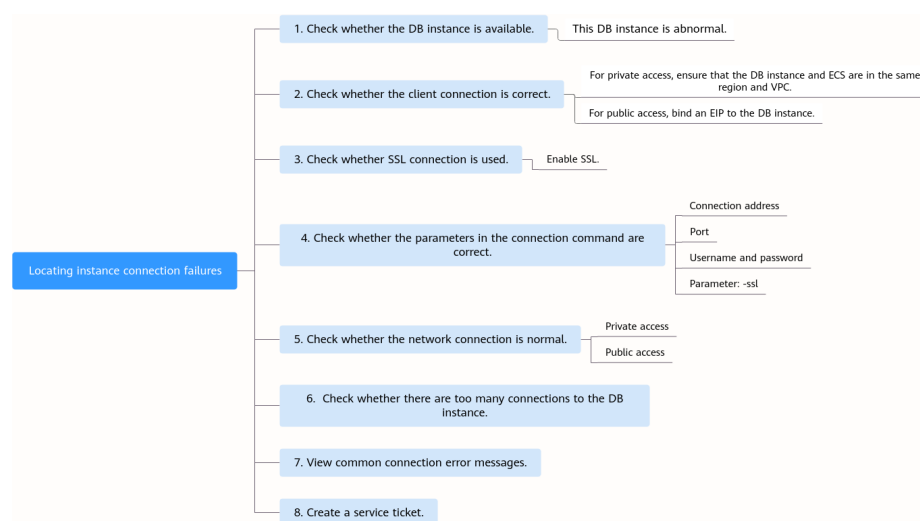 1. Check whether the DB instance is available.
This DB instance is abnormal.
2. Check whether the client connection is correct.
For private access, ensure that the DB instance and ECS are in the same
region and VPC.
For public access, bind an EIP to the DB instance.
3. Check whether SSL connection is used.
Enable SSL.
4. Check whether the parameters in the connection command are
correct.
Connection address
Port
Username and password
Parameter: -ssl
Locating instance connection failures
5. Check whether the network connection is normal.
Private access
Public access
6. Check whether there are too many connections to the DB
instance.
7. View common connection error messages.
8. Create a service ticket.